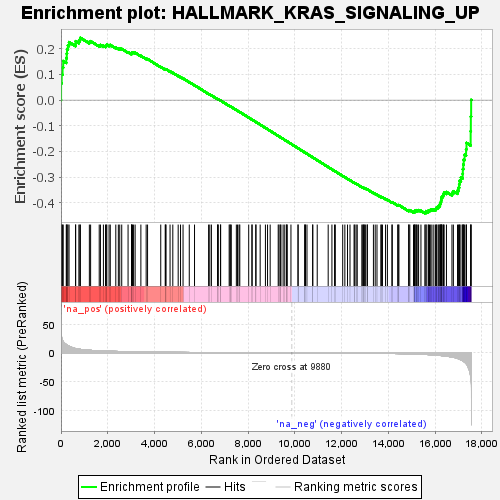 Enrichment plot: HALLMARK_KRAS_SIGNALING_UP
Enrichment score (ES)
0.2
0.1
0.0
-0.1
-0.2
-0.3
-0.4
'na_pos' (positively correlated)
Ranked list metric (PreRanked)
50
0
-50
-100
Zero cross at 9880
'na_neg' (negatively correlated)
0 2,000 4,000 6,000 8,000 10,000 12,000 14,000 16,000 18,000
Rank in Ordered Dataset
Enrichment profile Hits Ranking metric scores